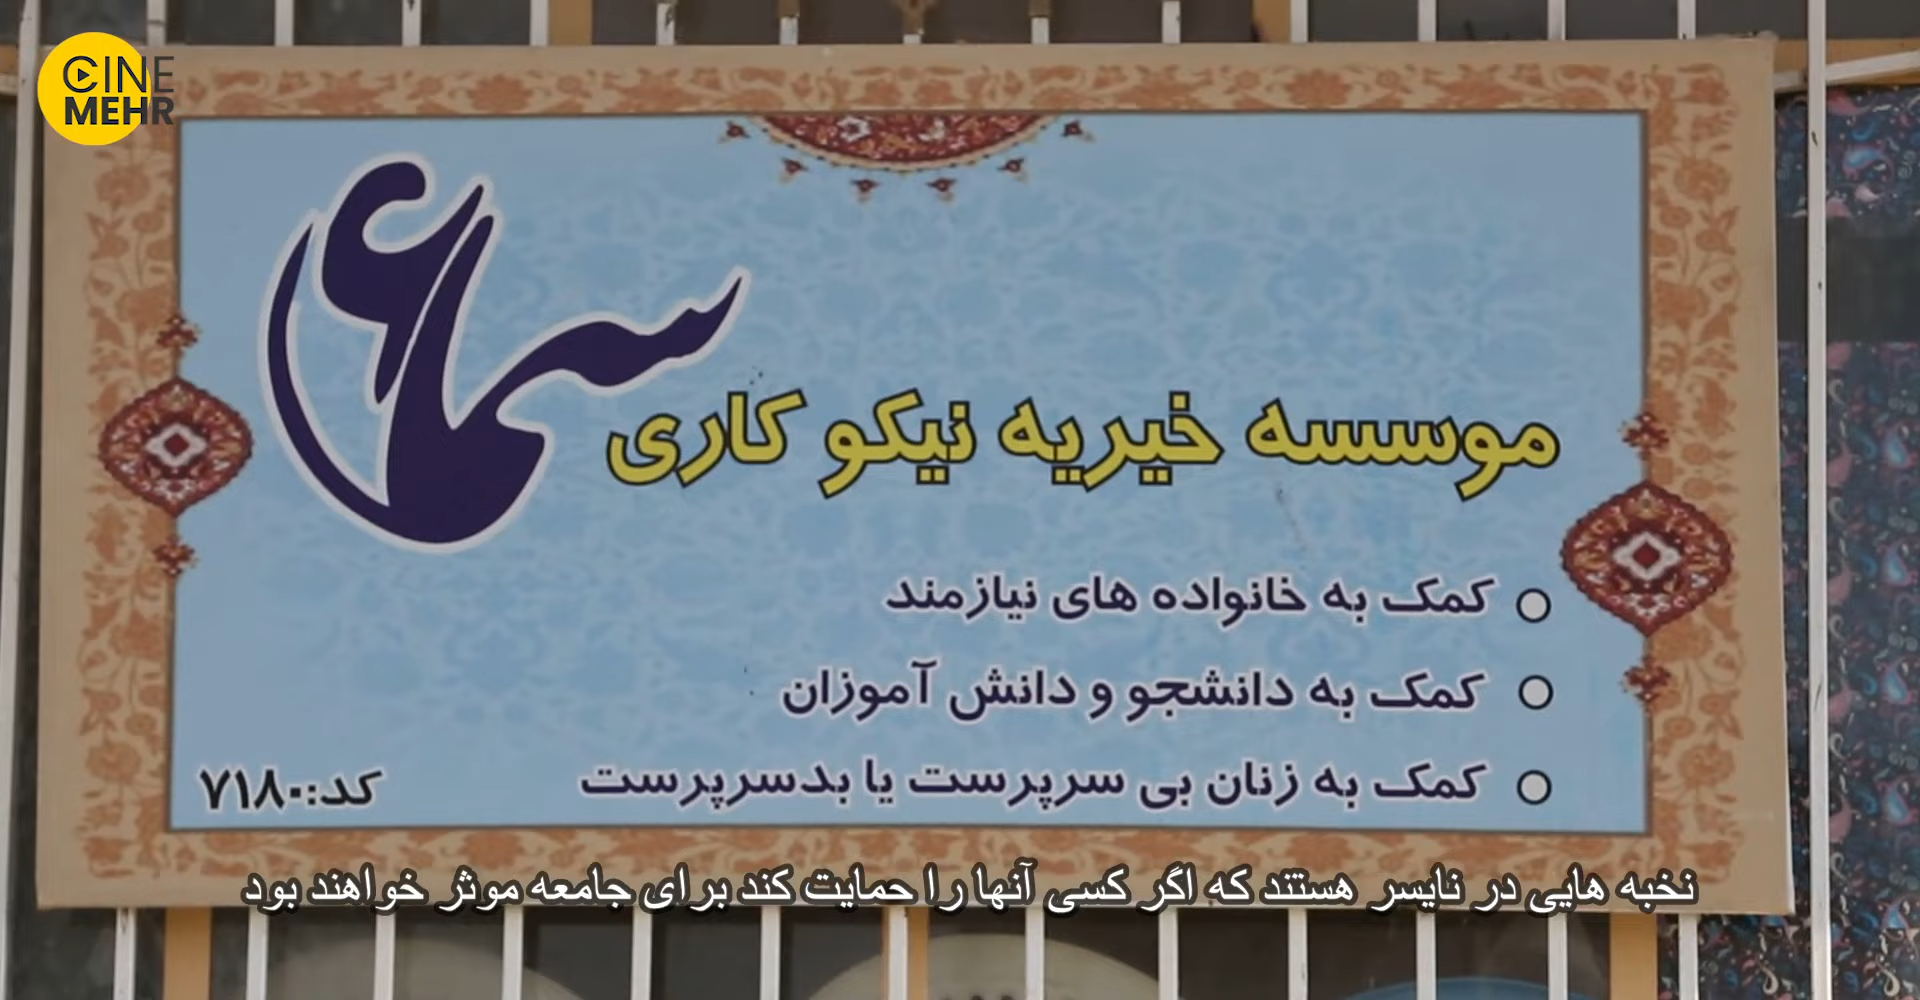 CINE
MEHR
سماع
موسسه خیریه نیکو کاری
کمک به خانواده های نیازمند
کمک به دانشجو و دانش آموزان
کمک به زنان بی سرپرست یا بدسرپرست
کد:۷۱۸۰
نخبه هایی در نایسر هستند که اگر کسی آنها را حمایت کند برای جامعه موثر خواهند بود